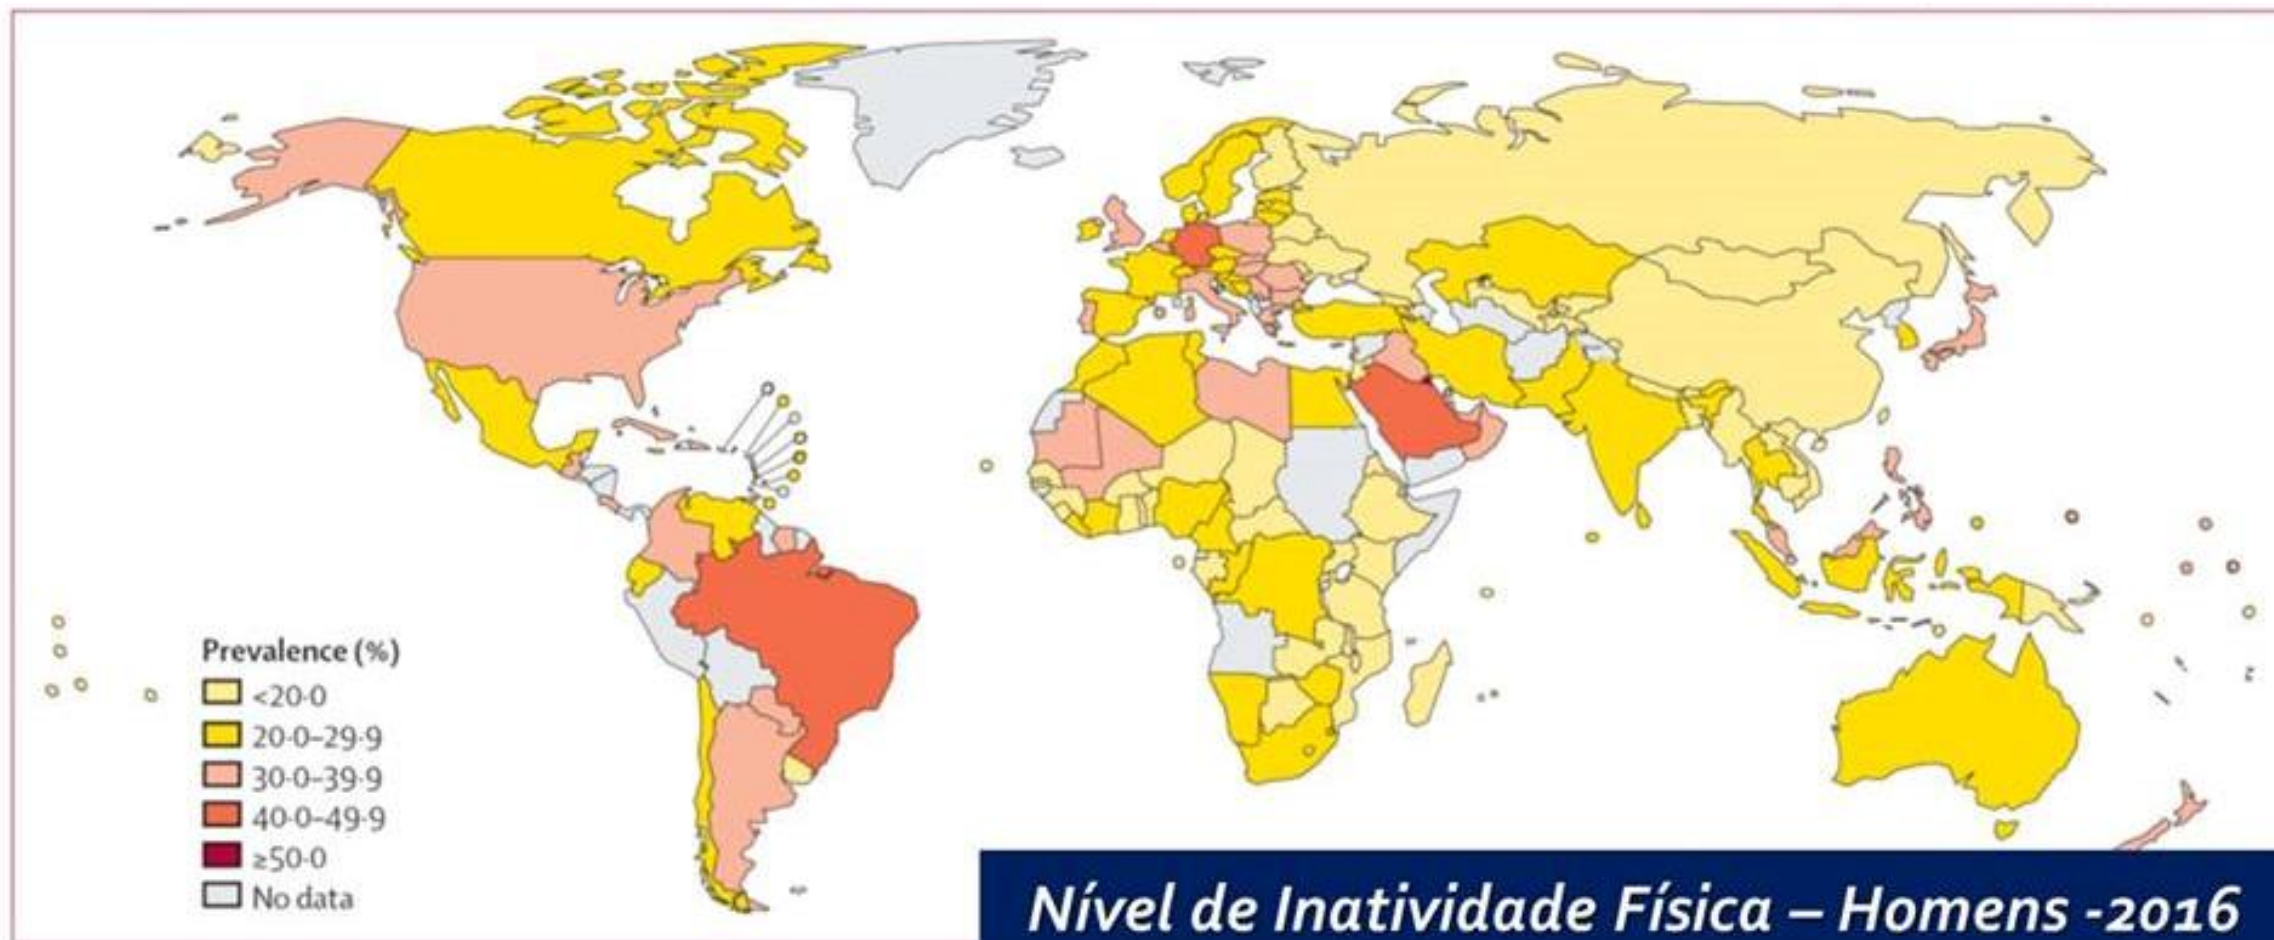 Prevalence (%)
<20·0
20·0–29·9
30·0–39·9
40·0–49·9
≥50·0
No data
Nível de Inatividade Física – Homens -2016